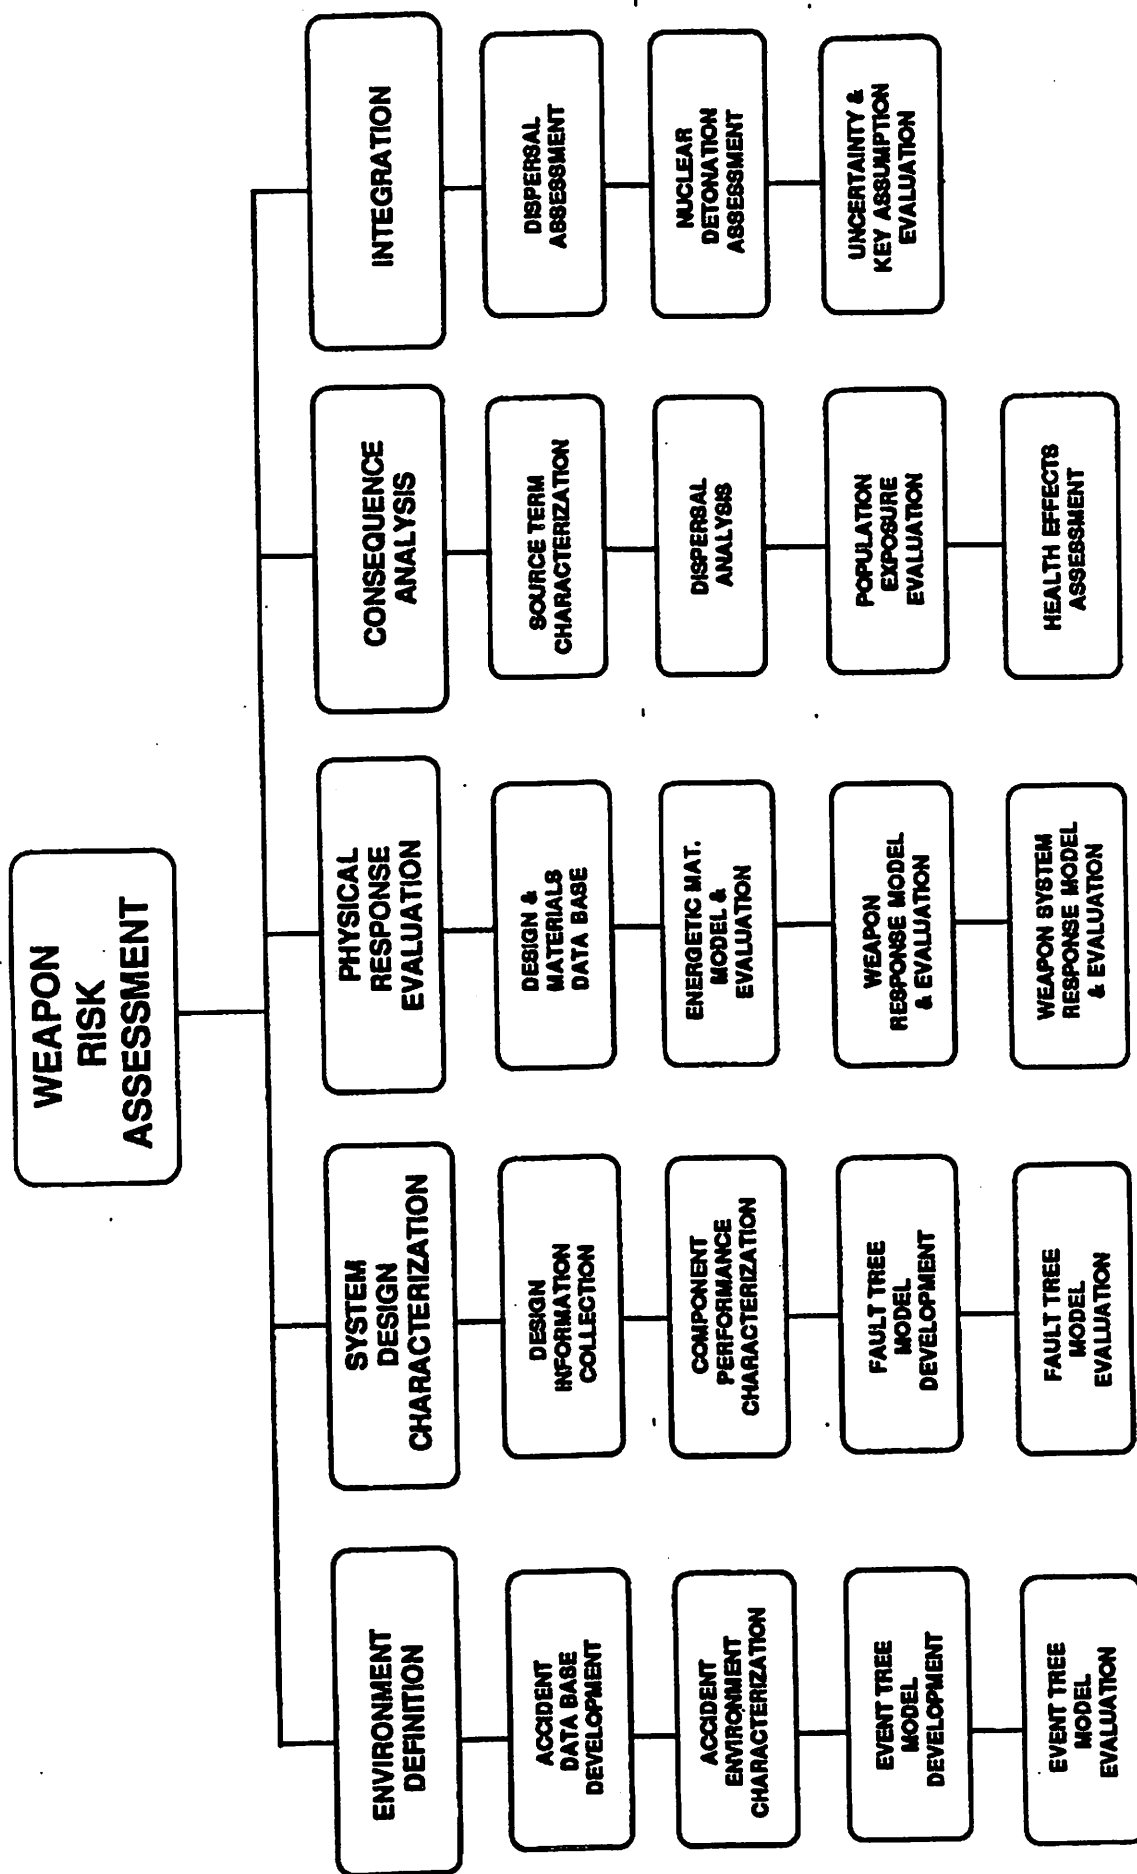 WEAPON
RISK
ASSESSMENT
ENVIRONMENT
DEFINITION
ACCIDENT
DATA BASE
DEVELOPMENT
ACCIDENT
ENVIRONMENT
CHARACTERIZATION
EVENT TREE
MODEL
DEVELOPMENT
EVENT TREE
MODEL
EVALUATION
SYSTEM
DESIGN
CHARACTERIZATION
DESIGN
INFORMATION
COLLECTION
COMPONENT
PERFORMANCE
CHARACTERIZATION
FAULT TREE
MODEL
DEVELOPMENT
FAULT TREE
MODEL
EVALUATION
PHYSICAL
RESPONSE
EVALUATION
DESIGN &
MATERIALS
DATA BASE
ENERGETIC MAT.
MODEL &
EVALUATION
WEAPON
RESPONSE MODEL
& EVALUATION
WEAPON SYSTEM
RESPONSE MODEL
& EVALUATION
CONSEQUENCE
ANALYSIS
SOURCE TERM
CHARACTERIZATION
DISPERSAL
ANALYSIS
POPULATION
EXPOSURE
EVALUATION
HEALTH EFFECTS
ASSESSMENT
INTEGRATION
DISPERSAL
ASSESSMENT
NUCLEAR
DETONATION
ASSESSMENT
UNCERTAINTY &
KEY ASSUMPTION
EVALUATION